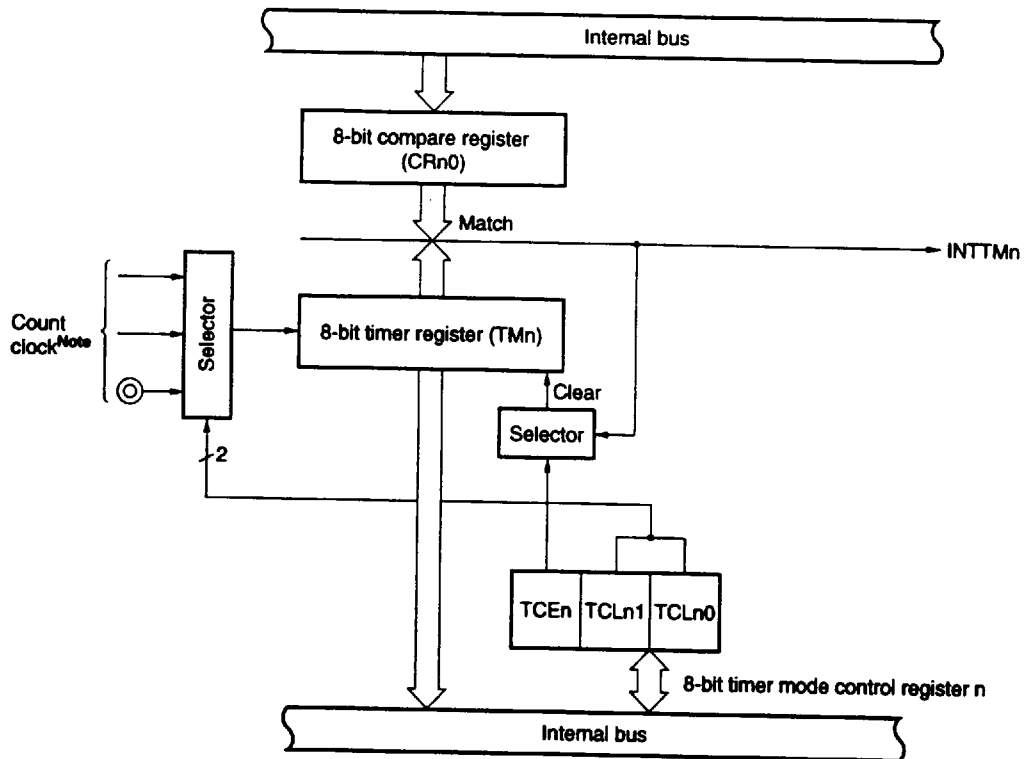 Internal bus
8-bit compare register
(CRn0)
Match
INTTMn
Count
clockNote
Selector
8-bit timer register (TMn)
Clear
Selector
2
TCEn
TCLn1
TCLn0
8-bit timer mode control register n
Internal bus